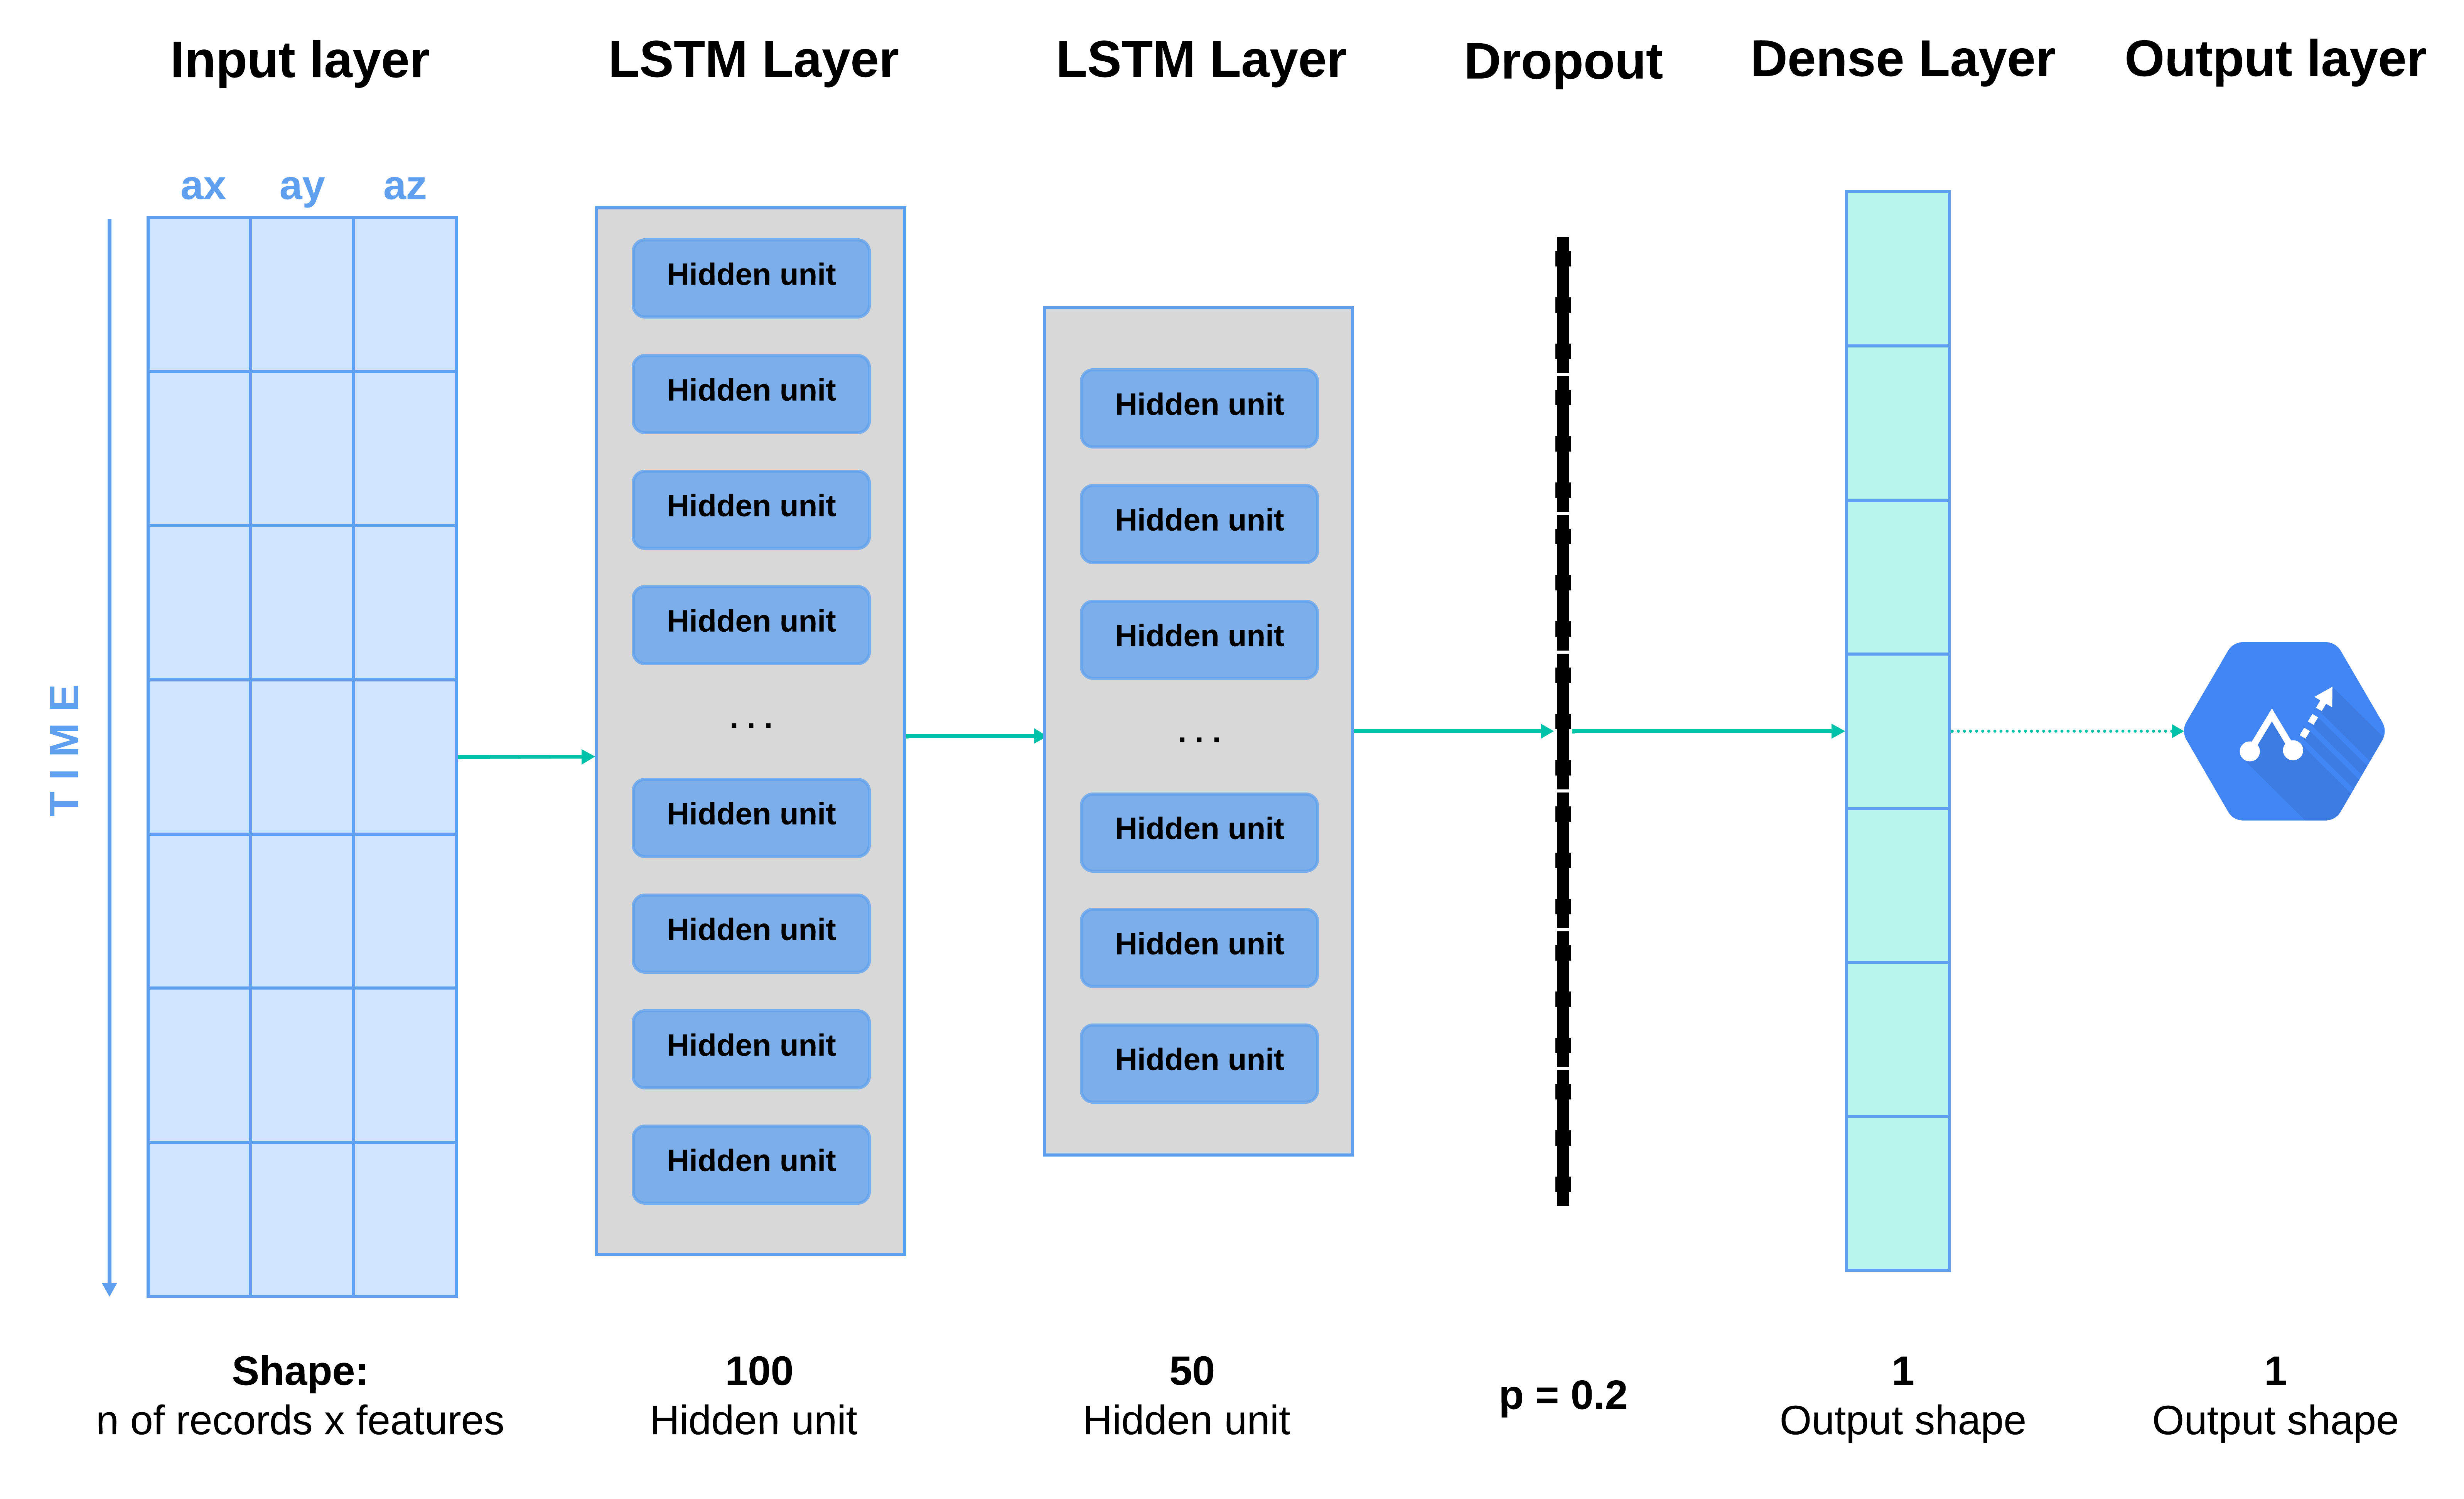 Input layer
LSTM Layer
LSTM Layer
Dropout
Dense Layer
Output layer
ax ay az
TIME
Hidden unit
Hidden unit
Hidden unit
Hidden unit
...
Hidden unit
Hidden unit
Hidden unit
Hidden unit
Hidden unit
Hidden unit
Hidden unit
...
Hidden unit
Hidden unit
Hidden unit
Shape:
n of records x features
100
Hidden unit
50
Hidden unit
p = 0.2
1
Output shape
1
Output shape